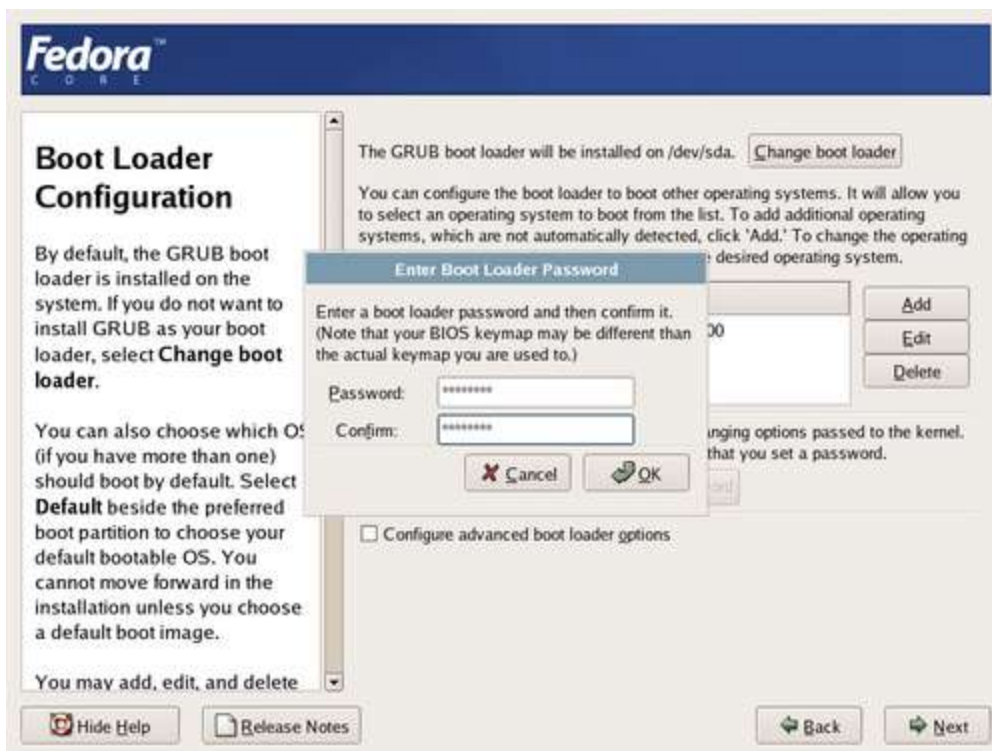 Fedora™
CORE
Boot Loader
Configuration
By default, the GRUB boot
loader is installed on the
system. If you do not want to
install GRUB as your boot
loader, select Change boot
loader.
You can also choose which OS
(if you have more than one)
should boot by default. Select
Default beside the preferred
boot partition to choose your
default bootable OS. You
cannot move forward in the
installation unless you choose
a default boot image.
You may add, edit, and delete
The GRUB boot loader will be installed on /dev/sda.
Change boot loader
You can configure the boot loader to boot other operating systems. It will allow you
to select an operating system to boot from the list. To add additional operating
systems, which are not automatically detected, click 'Add.' To change the operating
desired operating system.
00
Add
Edit
Delete
Enter Boot Loader Password
Enter a boot loader password and then confirm it.
(Note that your BIOS keymap may be different than
the actual keymap you are used to.)
Password: ********
Confirm: ********
Cancel
OK
options passed to the kernel.
that you set a password.
Configure advanced boot loader options
Hide Help
Release Notes
Back
Next